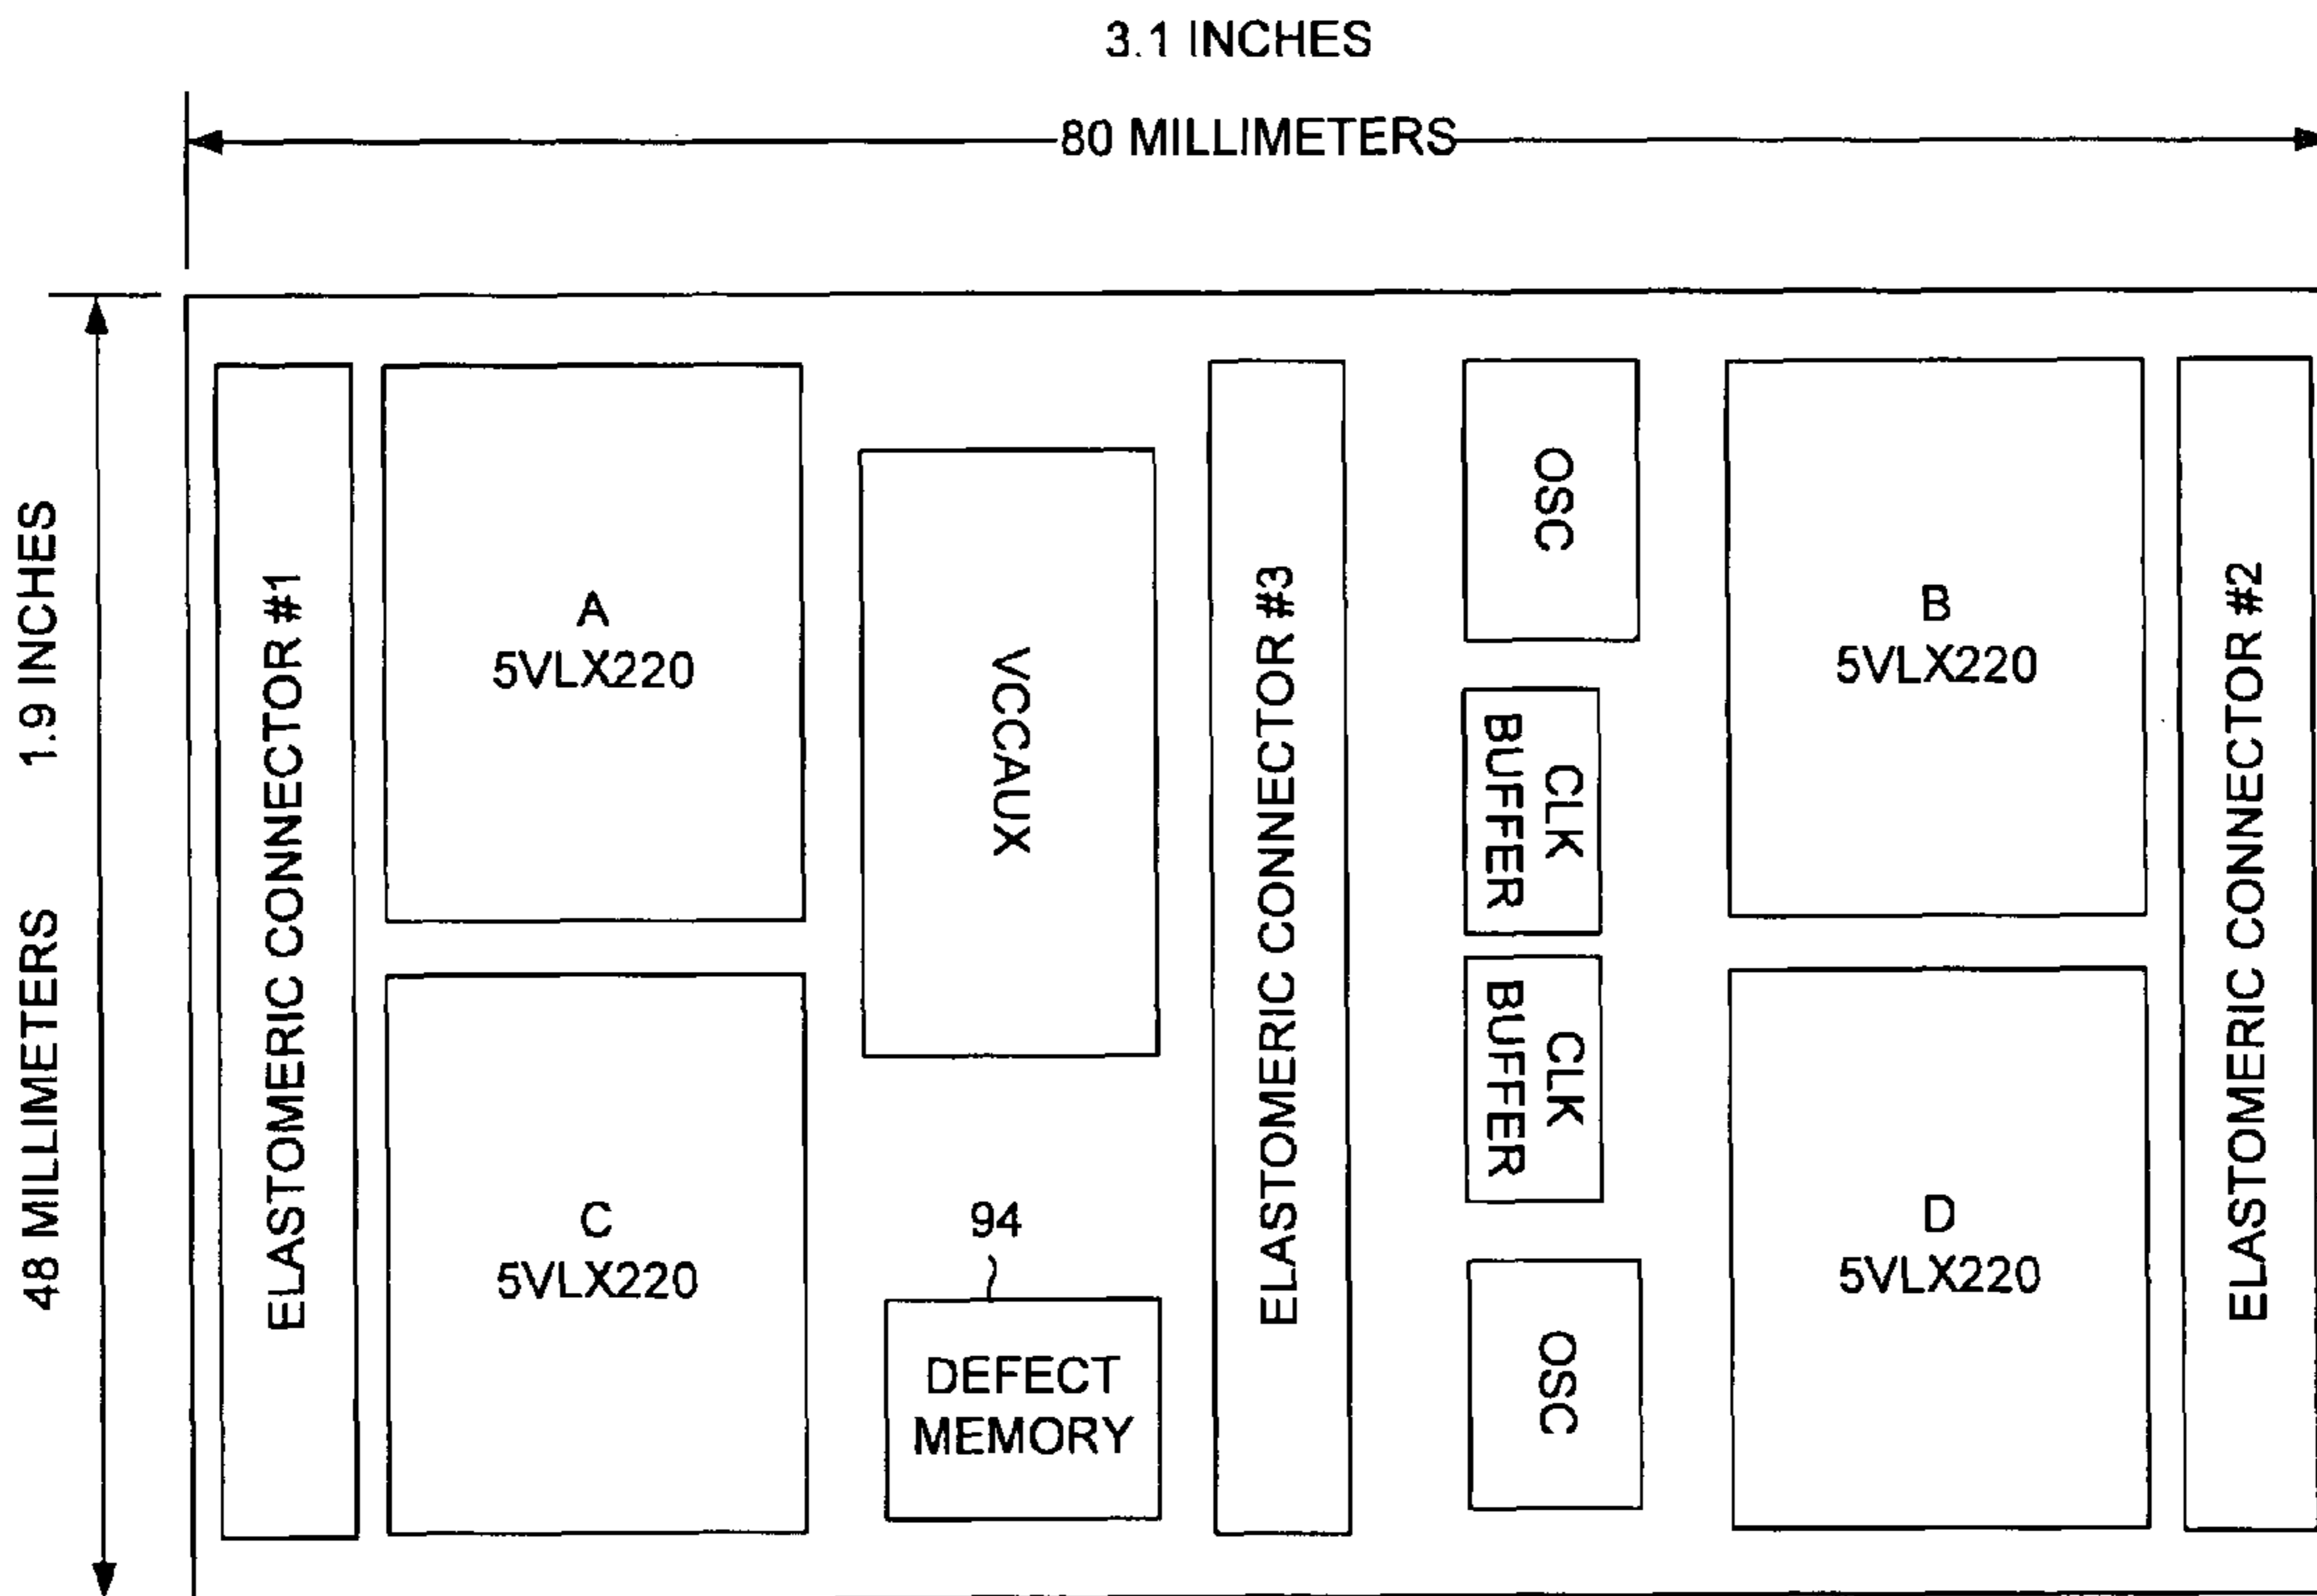 3.1 INCHES
80 MILLIMETERS
1.9 INCHES
48 MILLIMETERS
ELASTOMERIC CONNECTOR #1
A
5VLX220
C
5VLX220
VCCAUX
94
DEFECT
MEMORY
ELASTOMERIC CONNECTOR #3
OSC
CLK
BUFFER
CLK
BUFFER
OSC
B
5VLX220
D
5VLX220
ELASTOMERIC CONNECTOR #2